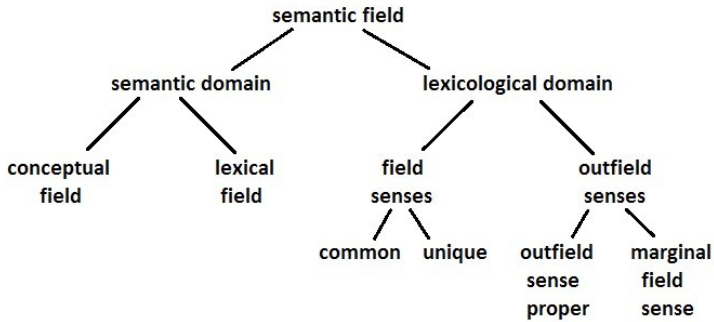 semantic field
semantic domain
lexicological domain
conceptual
field
lexical
field
field
senses
outfield
senses
common
unique
outfield
sense
proper
marginal
field
sense